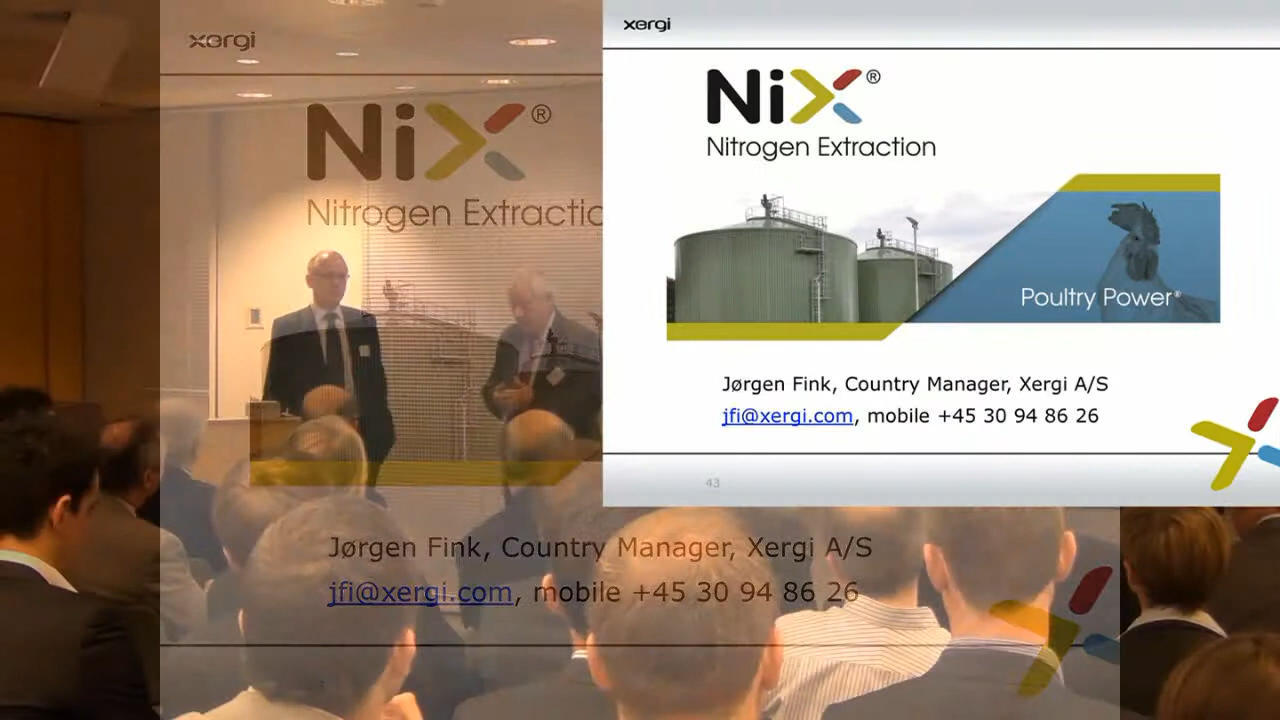 xergi
NiX®
Nitrogen Extractio
Jørgen Fink, Country Manager, Xergi A/S
jfi@xergi.com, mobile +45 30 94 86 26
xergi
NiX®
Nitrogen Extraction
Poultry Power®
Jørgen Fink, Country Manager, Xergi A/S
jfi@xergi.com, mobile +45 30 94 86 26
43